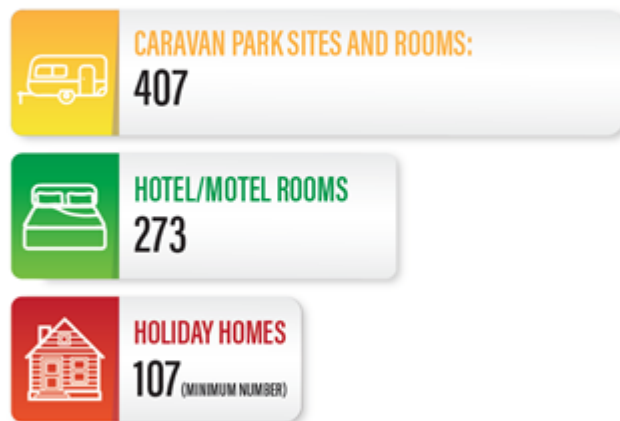 CARAVAN PARK SITES AND ROOMS:
407
HOTEL/MOTEL ROOMS
273
HOLIDAY HOMES
107 (MINIMUM NUMBER)